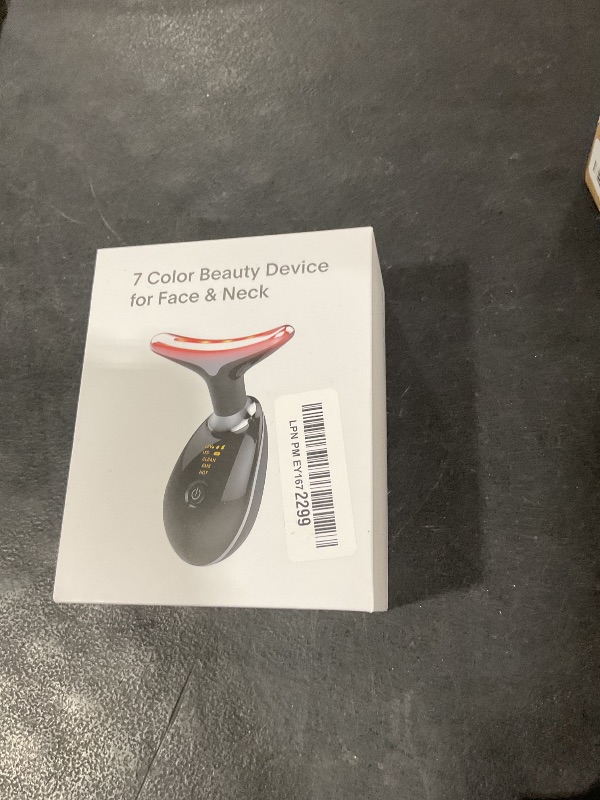 7 Color Beauty Device
for Face & Neck
LPN PM EY167 2299